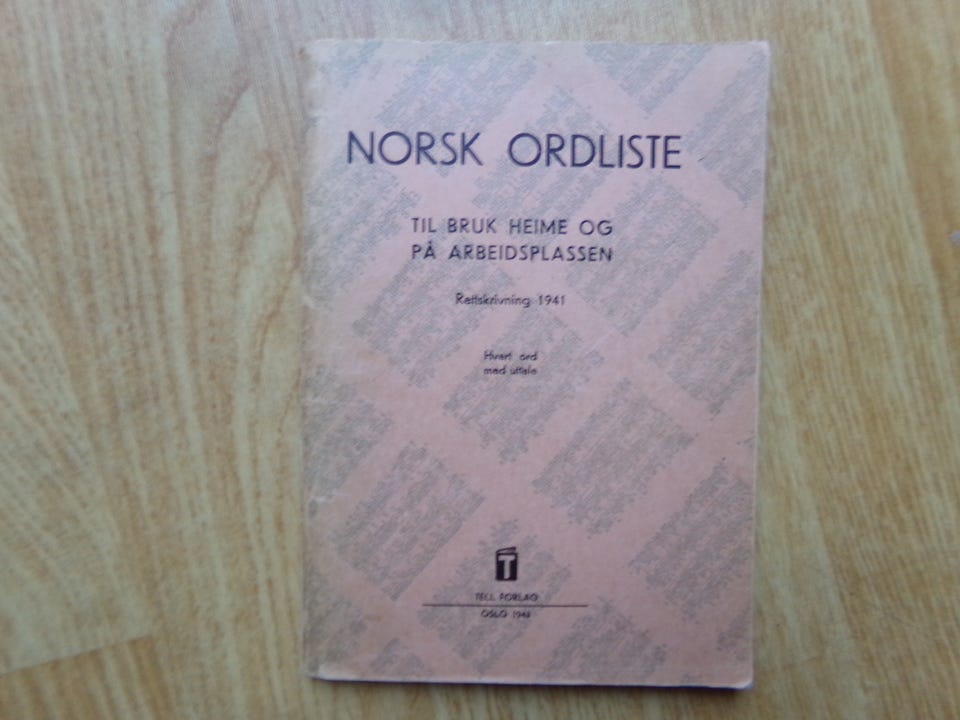 NORSK ORDLISTE
TIL BRUK HEIME OG
PÅ ARBEIDSPLASSEN
Rettskrivning 1941
Hvert ord
med uttale
T
TELL FORLAG
OSLO